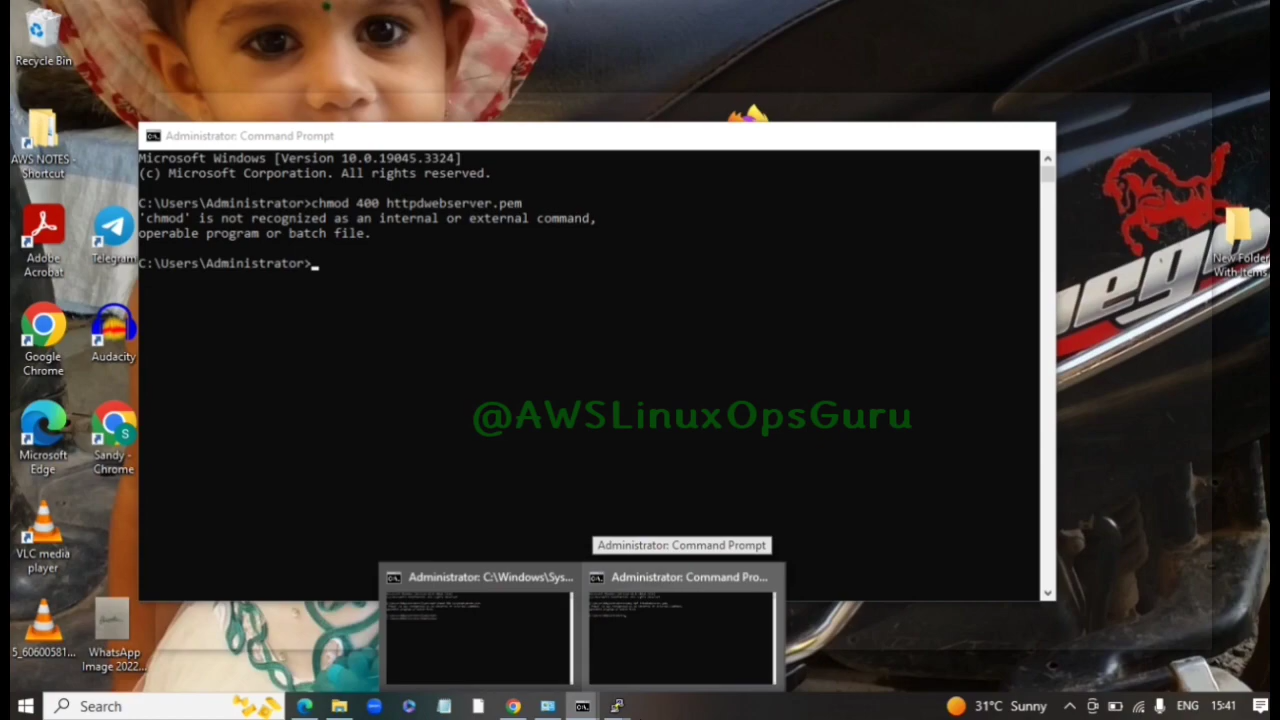 Recycle Bin
AWS NOTES -
Shortcut
Adobe
Acrobat
Telegram
Google
Chrome
Audacity
Microsoft
Edge
Sandy -
Chrome
VLC media
player
5_60600581...
WhatsApp
Image 2022...
Administrator: Command Prompt
Microsoft Windows [Version 10.0.19045.3324]
(c) Microsoft Corporation. All rights reserved.
C:\Users\Administrator>chmod 400 httpdwebserver.pem
'chmod' is not recognized as an internal or external command,
operable program or batch file.
C:\Users\Administrator>
@AWSLinuxOpsGuru
New Folder
With Items
Administrator: Command Prompt
Administrator: C:\Windows\Sys...
Administrator: Command Pro...
Search
31°C Sunny
ENG
15:41